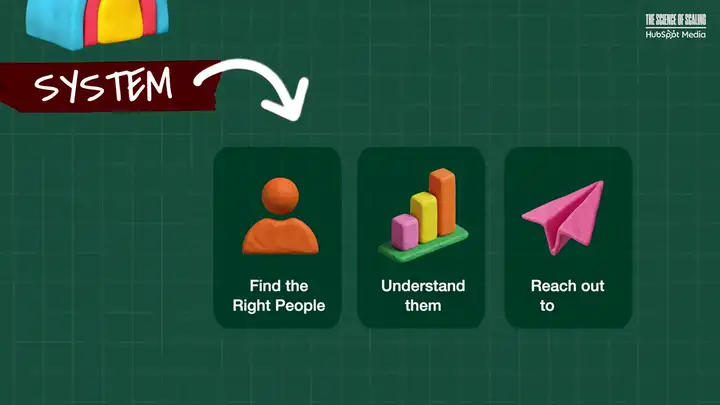 THE SCIENCE OF SCALING
HubSpot Media
SYSTEM
Find the
Right People
Understand
them
Reach out
to